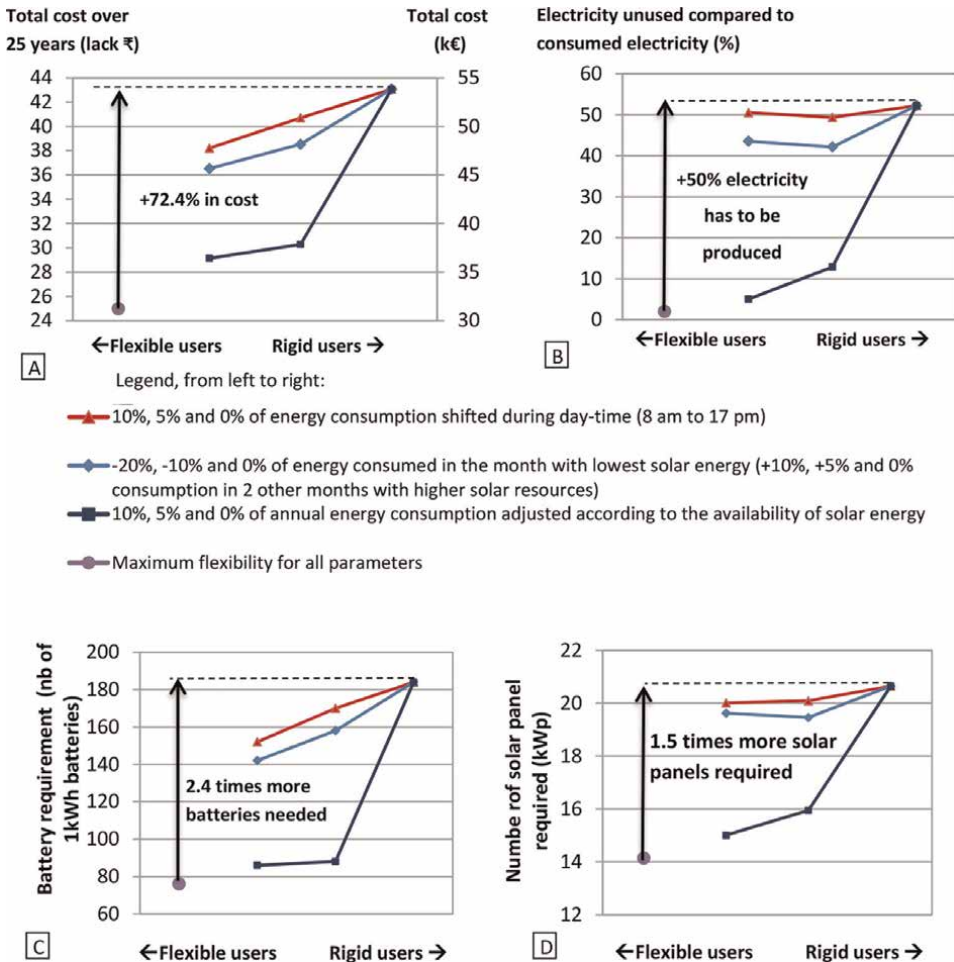 Total cost over
25 years (lack ₹)
Total cost
(k€)
44
42
40
38
36
34
32
30
28
26
24
55
50
45
40
35
30
+72.4% in cost
←Flexible users
Rigid users →
A
Electricity unused compared to
consumed electricity (%)
60
50
40
30
20
10
0
+50% electricity
has to be
produced
←Flexible users
Rigid users →
B
Legend, from left to right:
10%, 5% and 0% of energy consumption shifted during day-time (8 am to 17 pm)
-20%, -10% and 0% of energy consumed in the month with lowest solar energy (+10%, +5% and 0%
consumption in 2 other months with higher solar resources)
10%, 5% and 0% of annual energy consumption adjusted according to the availability of solar energy
Maximum flexibility for all parameters
Battery requirement (nb of
1kWh batteries)
200
180
160
140
120
100
80
60
2.4 times more
batteries needed
C
←Flexible users
Rigid users →
Numbe rof solar panel
required (kWp)
22
20
18
16
14
12
1.5 times more solar
panels required
D
←Flexible users
Rigid users →